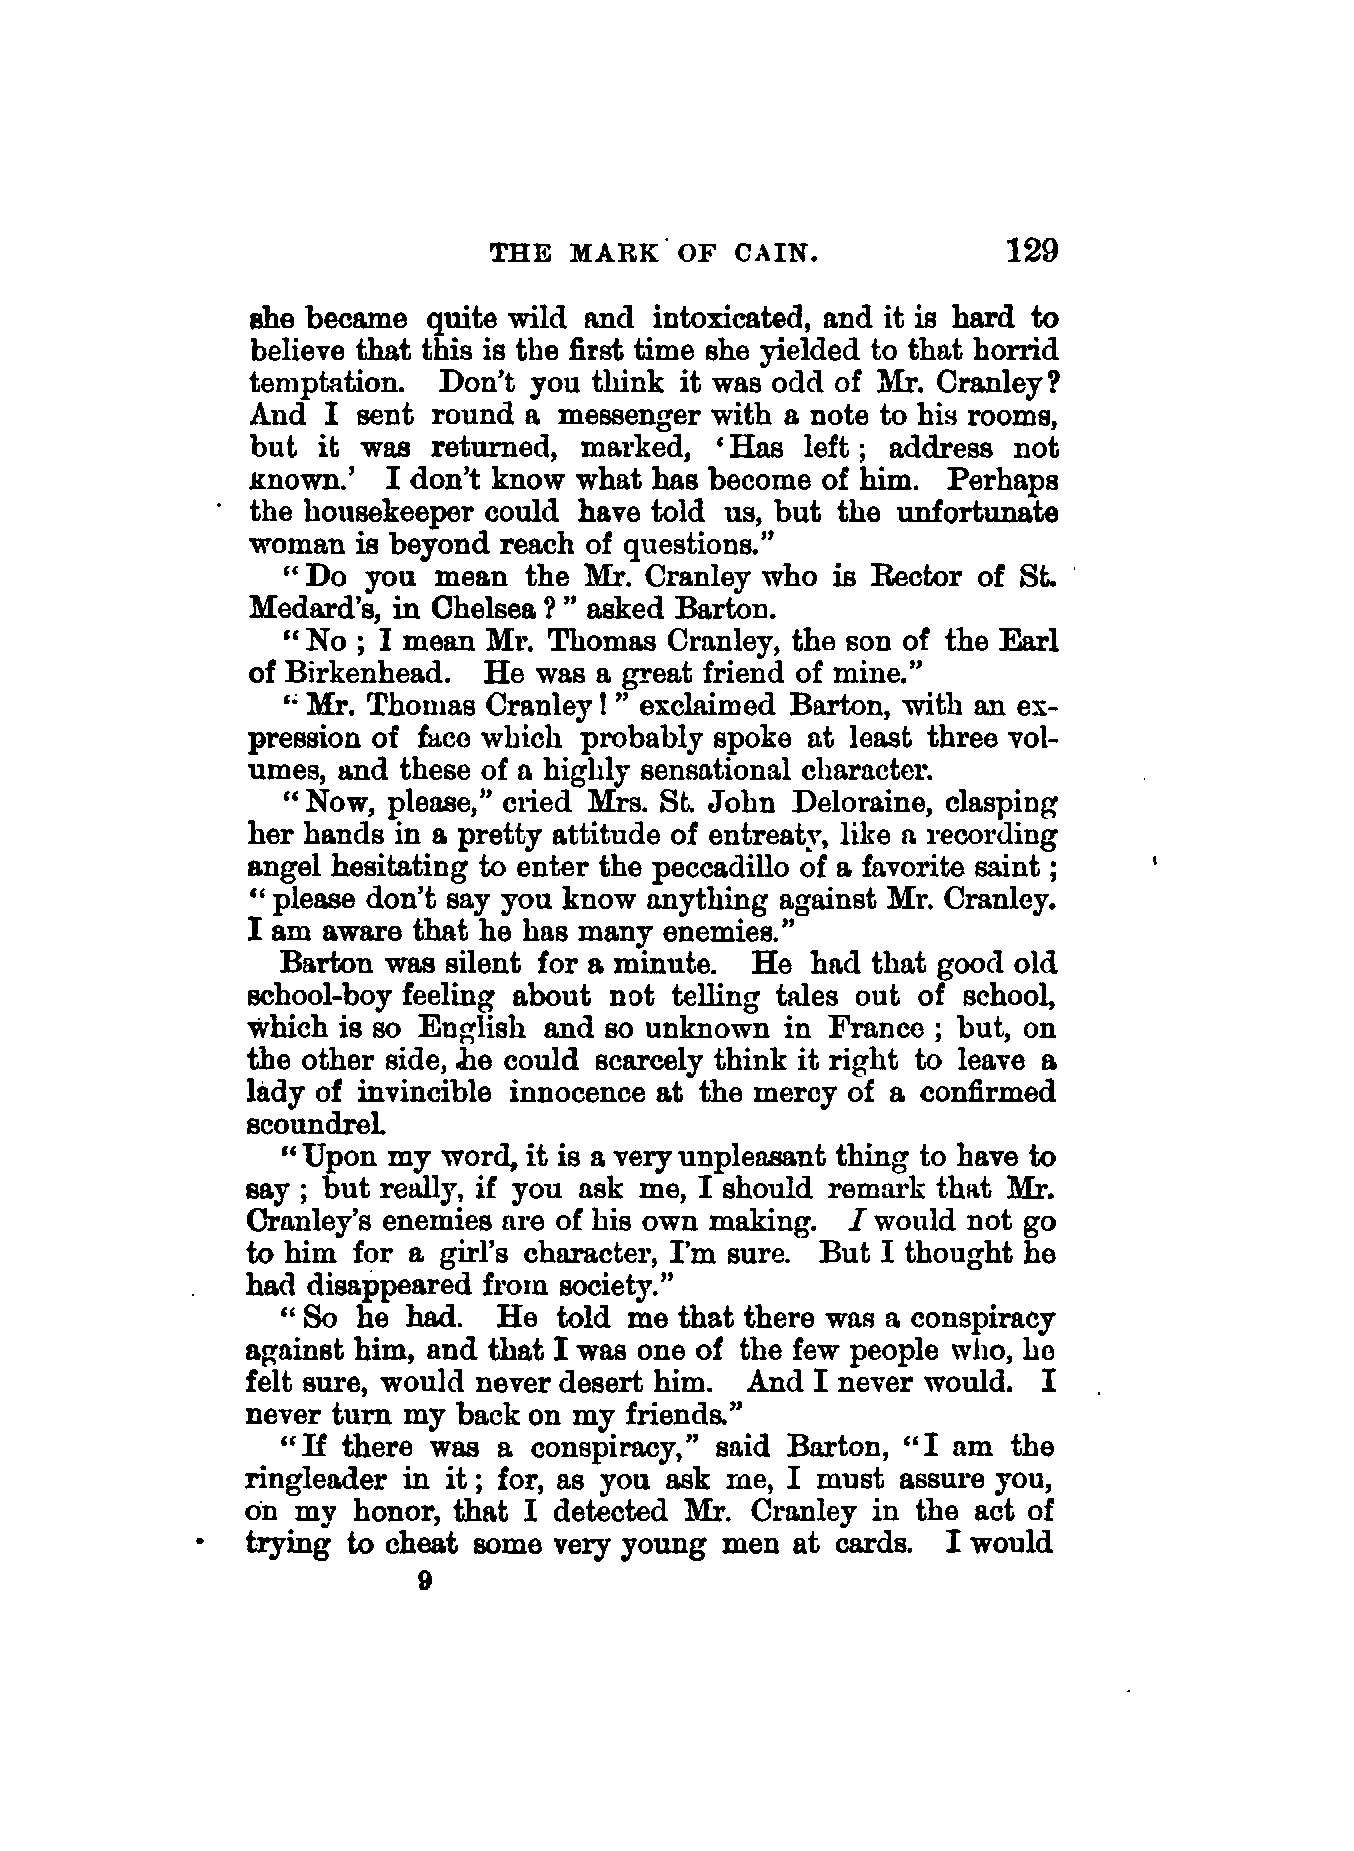 THE MARK OF CAIN. 129
she became quite wild and intoxicated, and it is hard to
believe that this is the first time she yielded to that horrid
temptation. Don't you think it was odd of Mr. Cranley?
And I sent round a messenger with a note to his rooms,
but it was returned, marked, 'Has left; address not
known.' I don't know what has become of him. Perhaps
the housekeeper could have told us, but the unfortunate
woman is beyond reach of questions."
"Do you mean the Mr. Cranley who is Rector of St.
Medard's, in Chelsea?" asked Barton.
"No; I mean Mr. Thomas Cranley, the son of the Earl
of Birkenhead. He was a great friend of mine."
"Mr. Thomas Cranley!" exclaimed Barton, with an ex-
pression of face which probably spoke at least three vol-
umes, and these of a highly sensational character.
"Now, please," cried Mrs. St. John Deloraine, clasping
her hands in a pretty attitude of entreaty, like a recording
angel hesitating to enter the peccadillo of a favorite saint;
"please don't say you know anything against Mr. Cranley.
I am aware that he has many enemies."
Barton was silent for a minute. He had that good old
school-boy feeling about not telling tales out of school,
which is so English and so unknown in France; but, on
the other side, he could scarcely think it right to leave a
lady of invincible innocence at the mercy of a confirmed
scoundrel.
"Upon my word, it is a very unpleasant thing to have to
say; but really, if you ask me, I should remark that Mr.
Cranley's enemies are of his own making. I would not go
to him for a girl's character, I'm sure. But I thought he
had disappeared from society."
"So he had. He told me that there was a conspiracy
against him, and that I was one of the few people who, he
felt sure, would never desert him. And I never would. I
never turn my back on my friends."
"If there was a conspiracy," said Barton, "I am the
ringleader in it; for, as you ask me, I must assure you,
on my honor, that I detected Mr. Cranley in the act of
trying to cheat some very young men at cards. I would
9